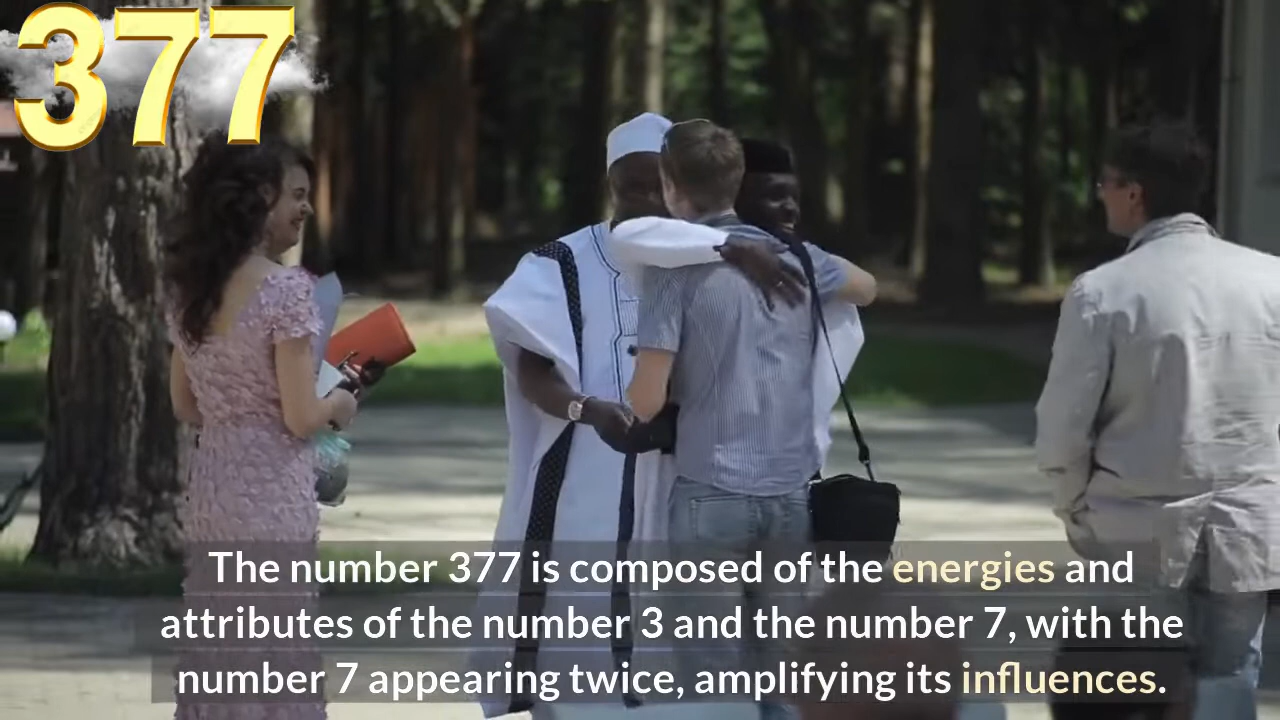 377
The number 377 is composed of the energies and
attributes of the number 3 and the number 7, with the
number 7 appearing twice, amplifying its influences.